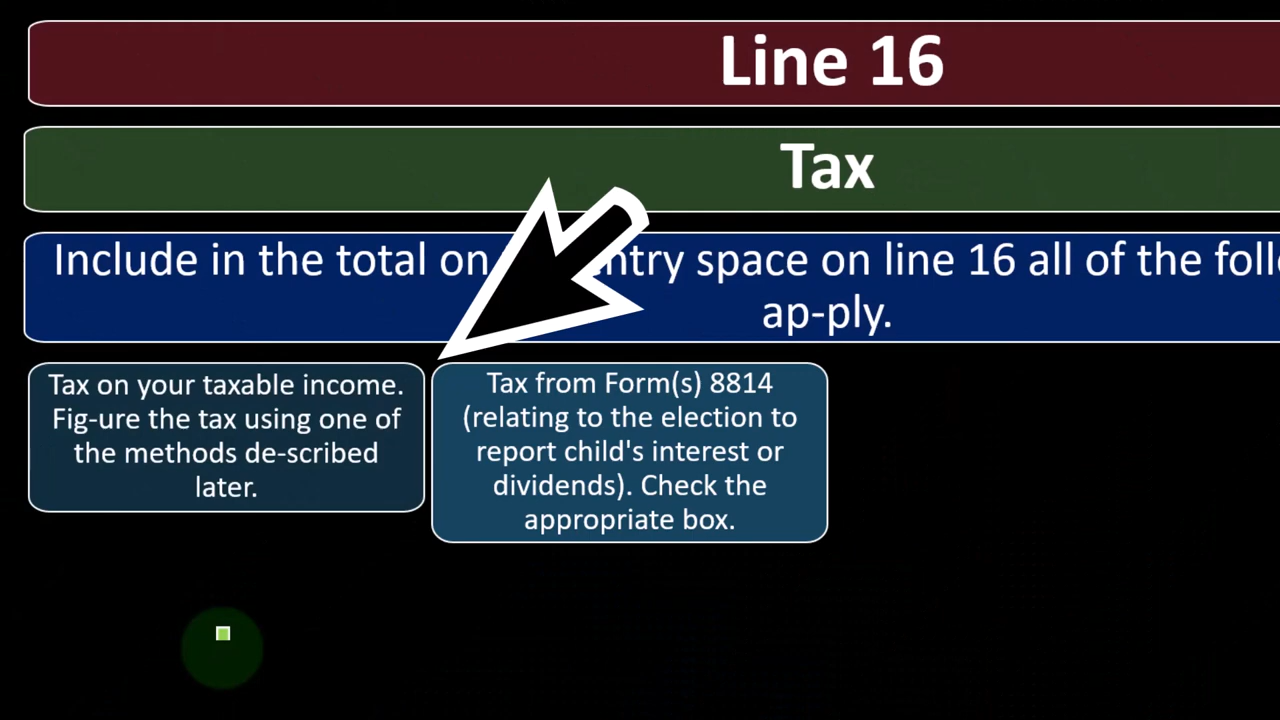 Line 16
Tax
Include in the total on ntry space on line 16 all of the foll
ap-ply.
Tax on your taxable income.
Fig-ure the tax using one of
the methods de-scribed
later.
Tax from Form(s) 8814
(relating to the election to
report child's interest or
dividends). Check the
appropriate box.